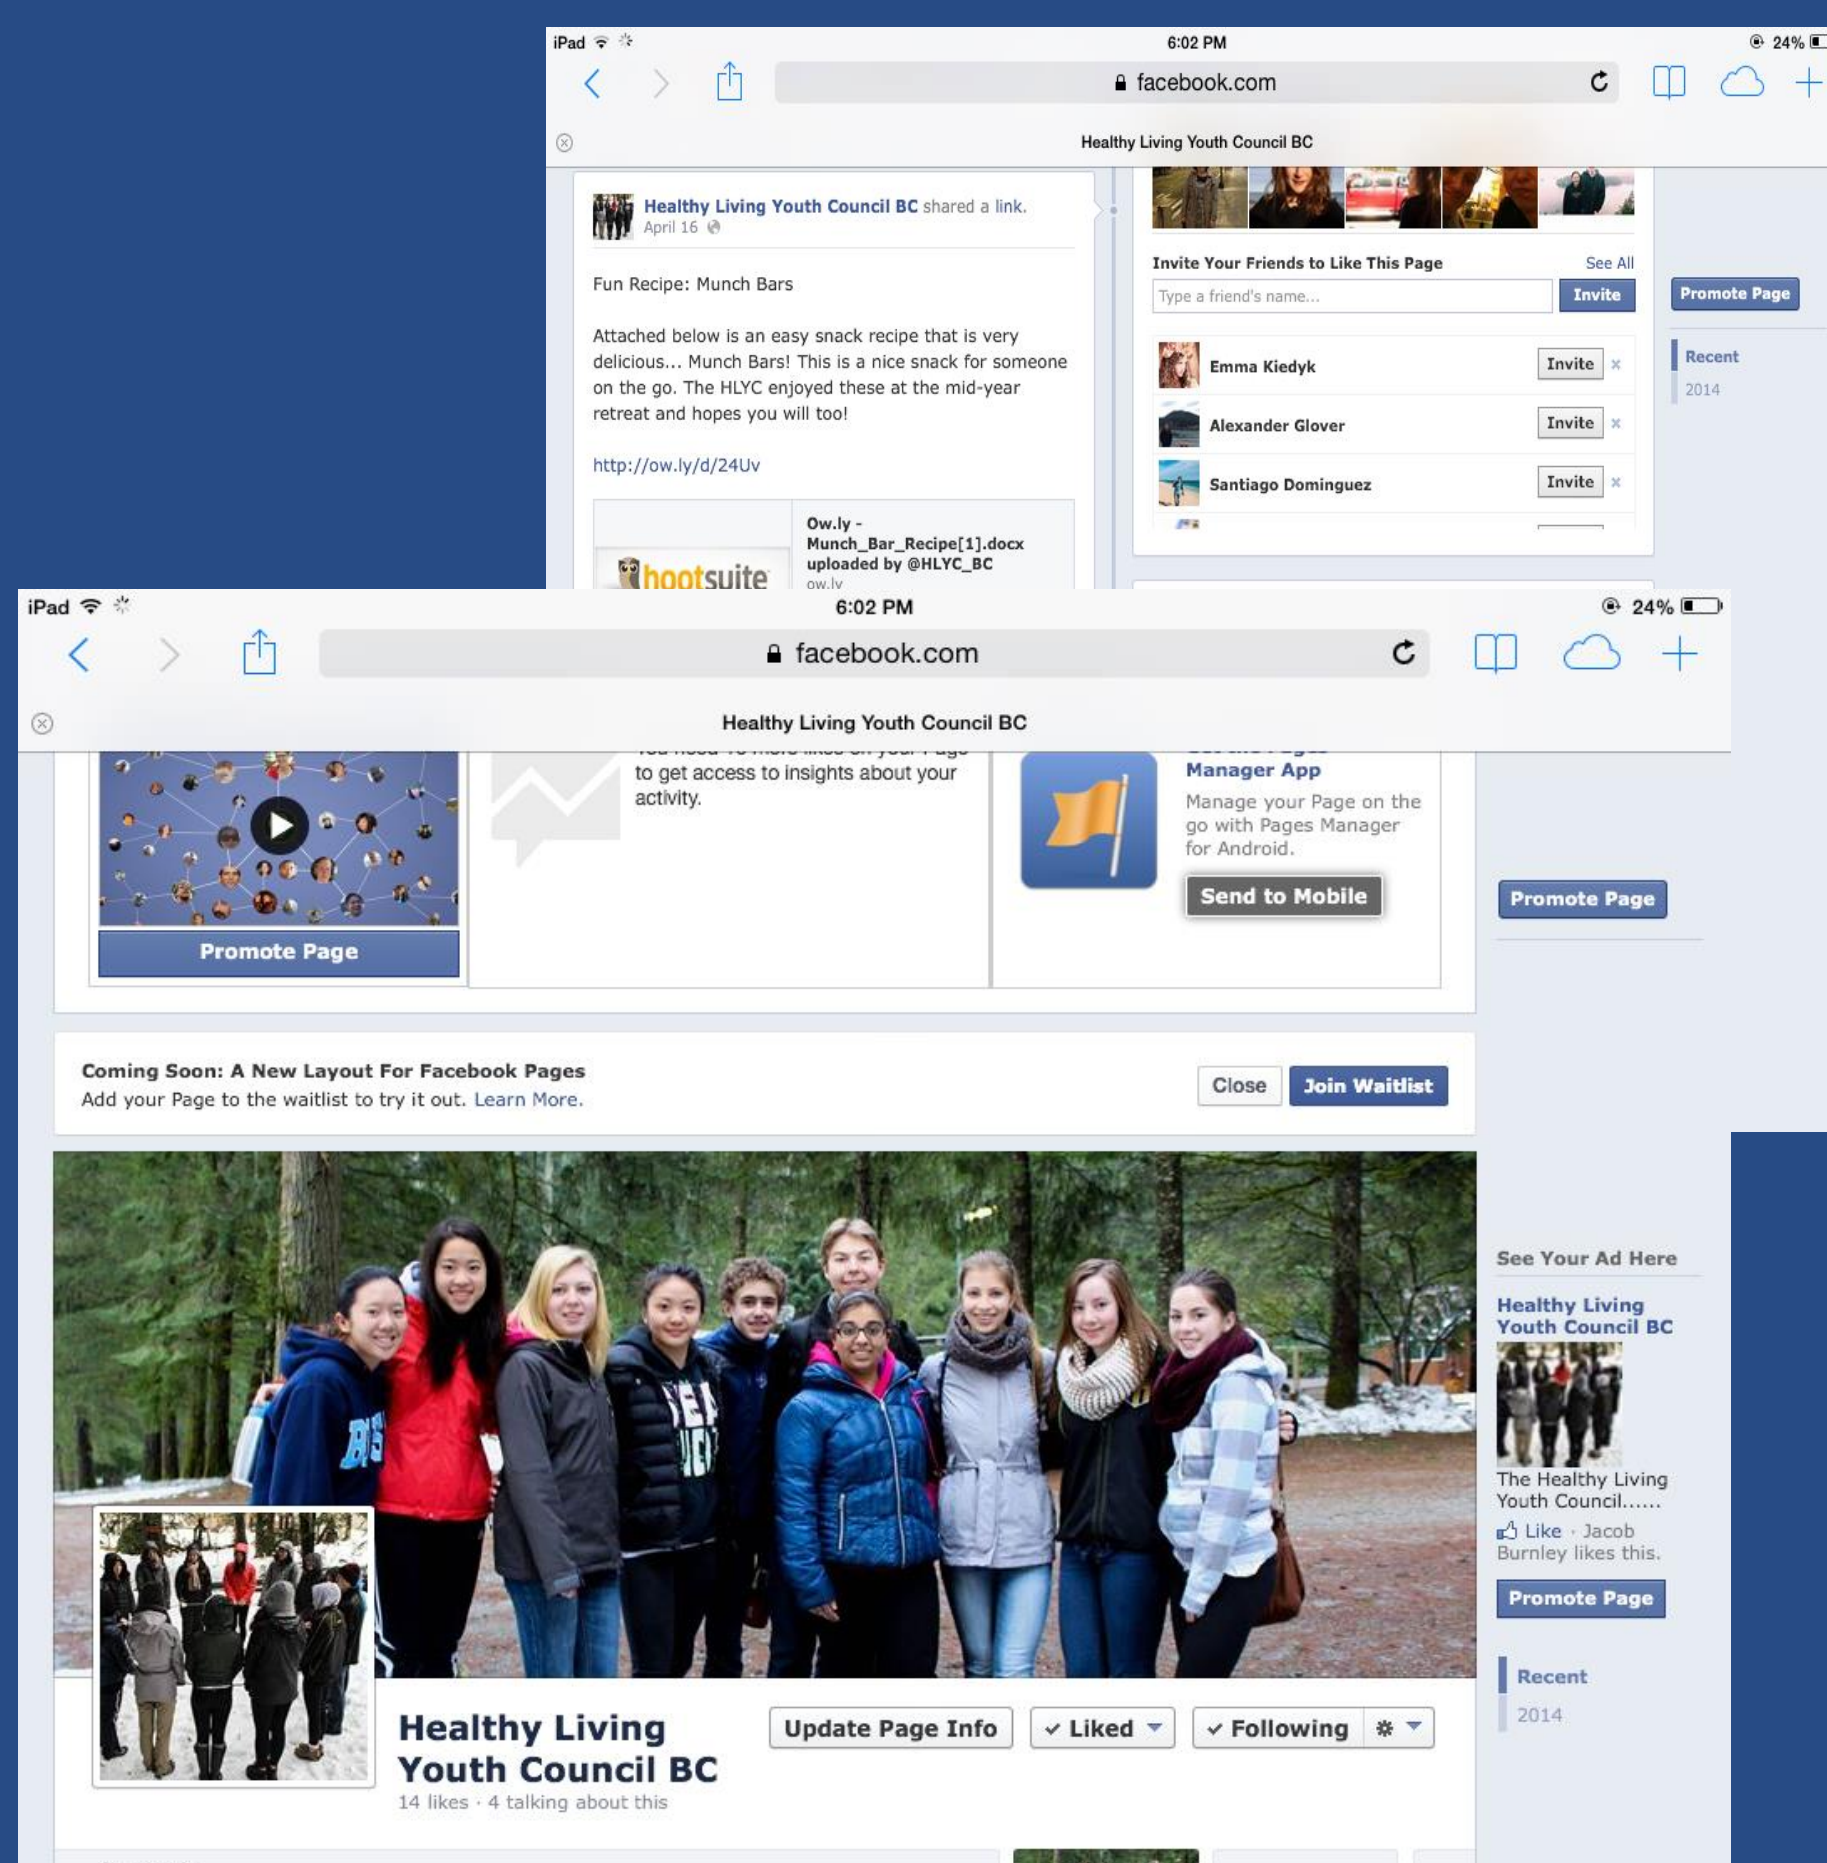 iPad
6:02 PM
24%
facebook.com
Healthy Living Youth Council BC
Healthy Living Youth Council BC shared a link.
April 16
Fun Recipe: Munch Bars
Attached below is an easy snack recipe that is very
delicious... Munch Bars! This is a nice snack for someone
on the go. The HLYC enjoyed these at the mid-year
retreat and hopes you will too!
http://ow.ly/d/24Uv
Ow.ly -
Munch_Bar_Recipe[1].docx
uploaded by @HLYC_BC
ow.ly
hootsuite
Invite Your Friends to Like This Page
See All
Type a friend's name...
Invite
Emma Kiedyk
Invite
Alexander Glover
Invite
Santiago Dominguez
Invite
Promote Page
Recent
2014
iPad
6:02 PM
24%
facebook.com
Healthy Living Youth Council BC
to get access to insights about your
activity.
Manager App
Manage your Page on the
go with Pages Manager
for Android.
Send to Mobile
Promote Page
Promote Page
Coming Soon: A New Layout For Facebook Pages
Add your Page to the waitlist to try it out. Learn More.
Close
Join Waitlist
See Your Ad Here
Healthy Living
Youth Council BC
The Healthy Living
Youth Council......
Like · Jacob
Burnley likes this.
Promote Page
Recent
2014
Healthy Living
Youth Council BC
14 likes · 4 talking about this
Update Page Info
Liked
Following